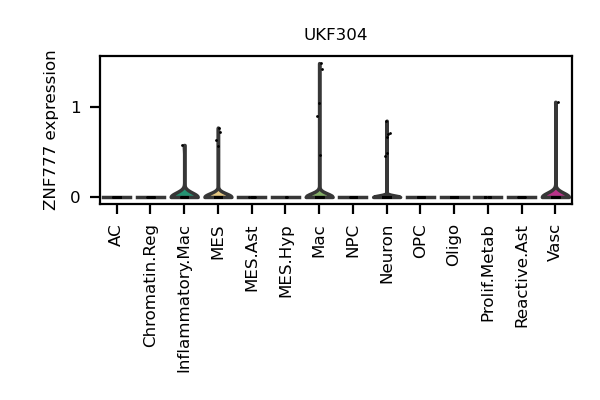 UKF304
ZNF777 expression
1
0
AC
Chromatin.Reg
Inflammatory.Mac
MES
MES.Ast
MES.Hyp
Mac
NPC
Neuron
OPC
Oligo
Prolif.Metab
Reactive.Ast
Vasc